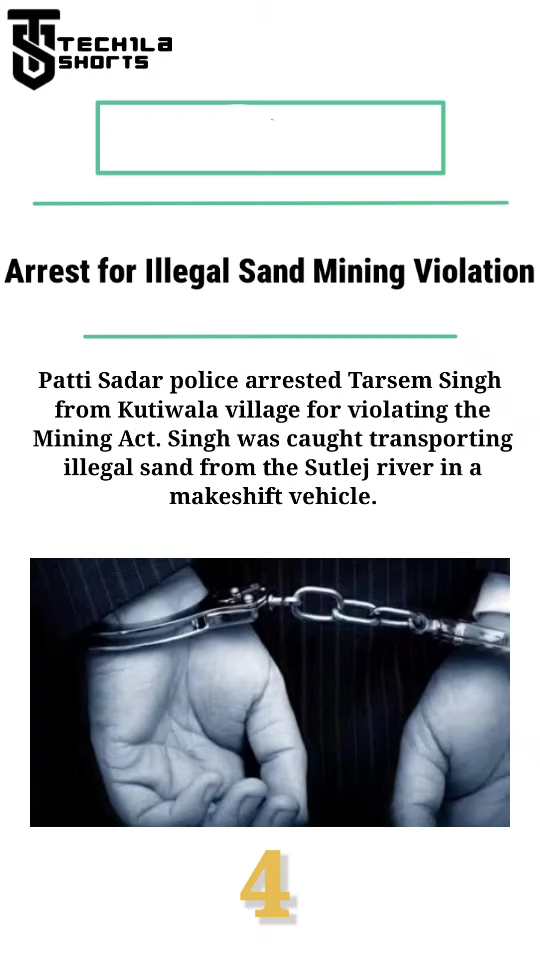 TECH1LA
SHORTS
Arrest for Illegal Sand Mining Violation
Patti Sadar police arrested Tarsem Singh
from Kutiwala village for violating the
Mining Act. Singh was caught transporting
illegal sand from the Sutlej river in a
makeshift vehicle.
4